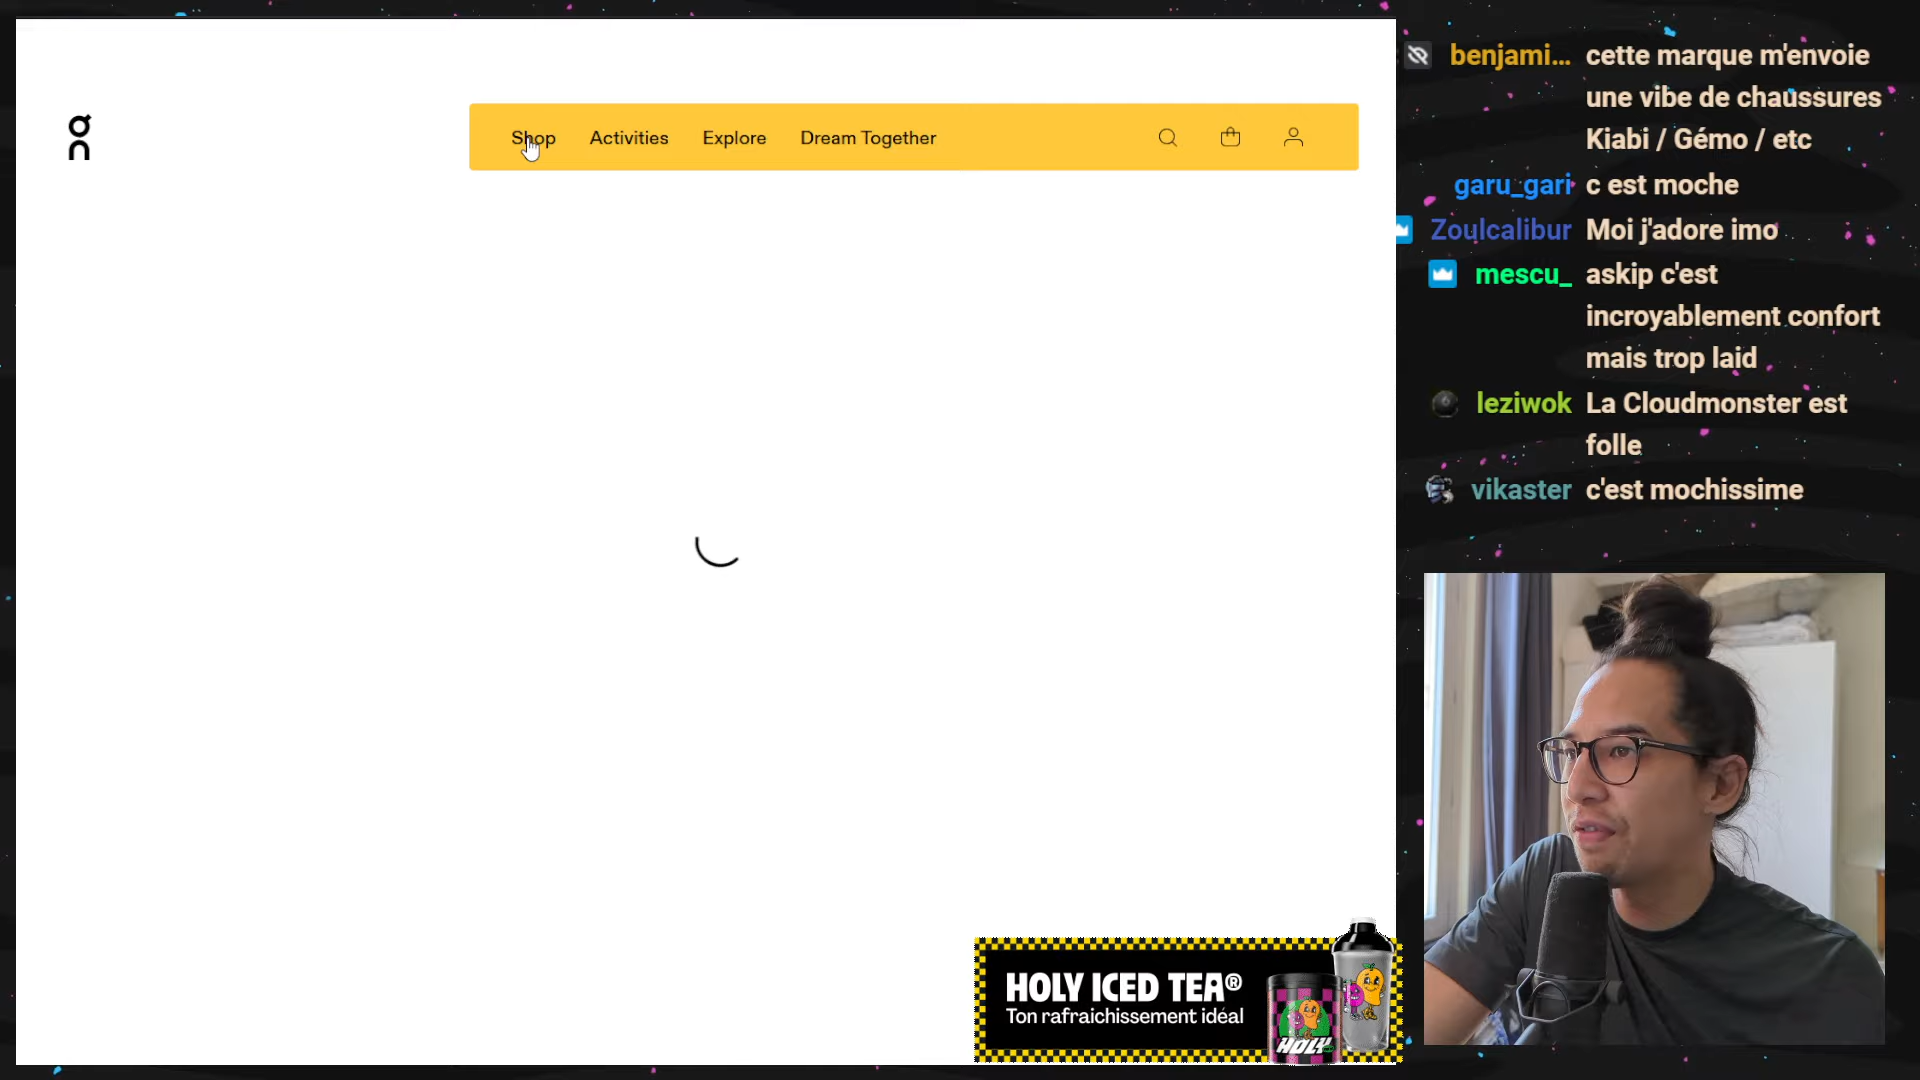 on
Shop Activities Explore Dream Together
benjami... cette marque m'envoie
une vibe de chaussures
Kiabi / Gémo / etc
garu_gari c est moche
Zoulcalibur Moi j'adore imo
mescu_ askip c'est
incroyablement confort
mais trop laid
leziwok La Cloudmonster est
folle
vikaster c'est mochissime
HOLY ICED TEA®
Ton rafraichissement idéal
HOLY